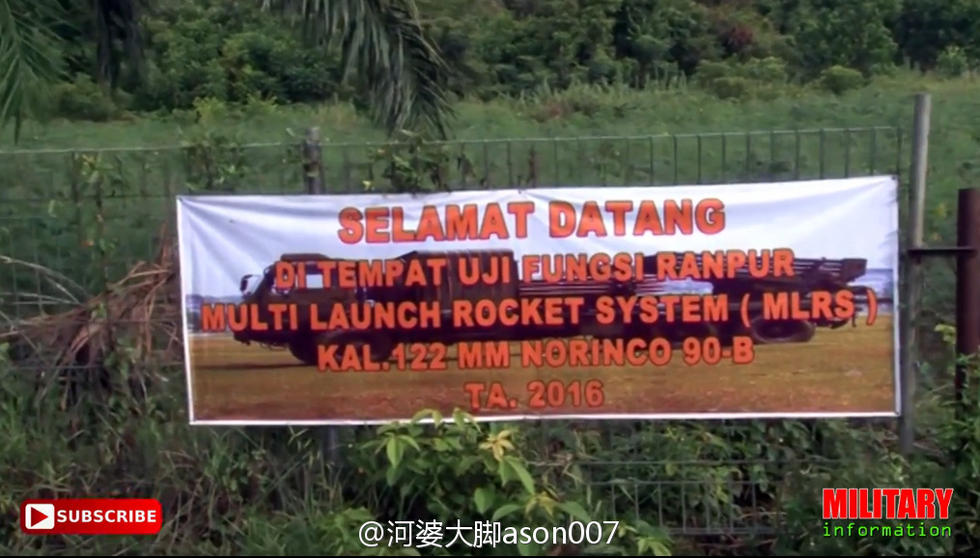 SELAMAT DATANG
DI TEMPAT UJI FUNGSI RANPUR
MULTI LAUNCH ROCKET SYSTEM ( MLRS )
KAL.122 MM NORINCO 90-B
TA. 2016
SUBSCRIBE
@河婆大脚ason007
MILITARY
information